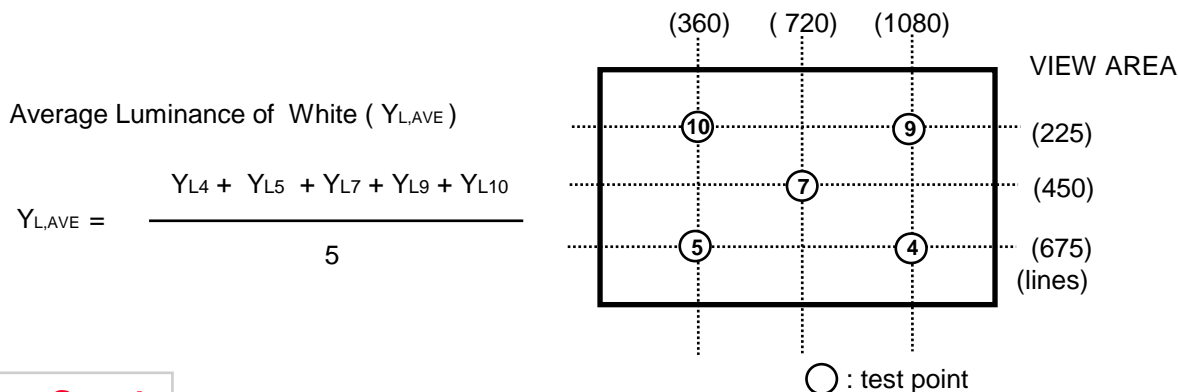 (360) ( 720) (1080)
VIEW AREA
Average Luminance of White ( YL,AVE )
10 9 (225)
YL4 + YL5 + YL7 + YL9 + YL10
7 (450)
YL,AVE =
5
5 4 (675)
(lines)
: test point